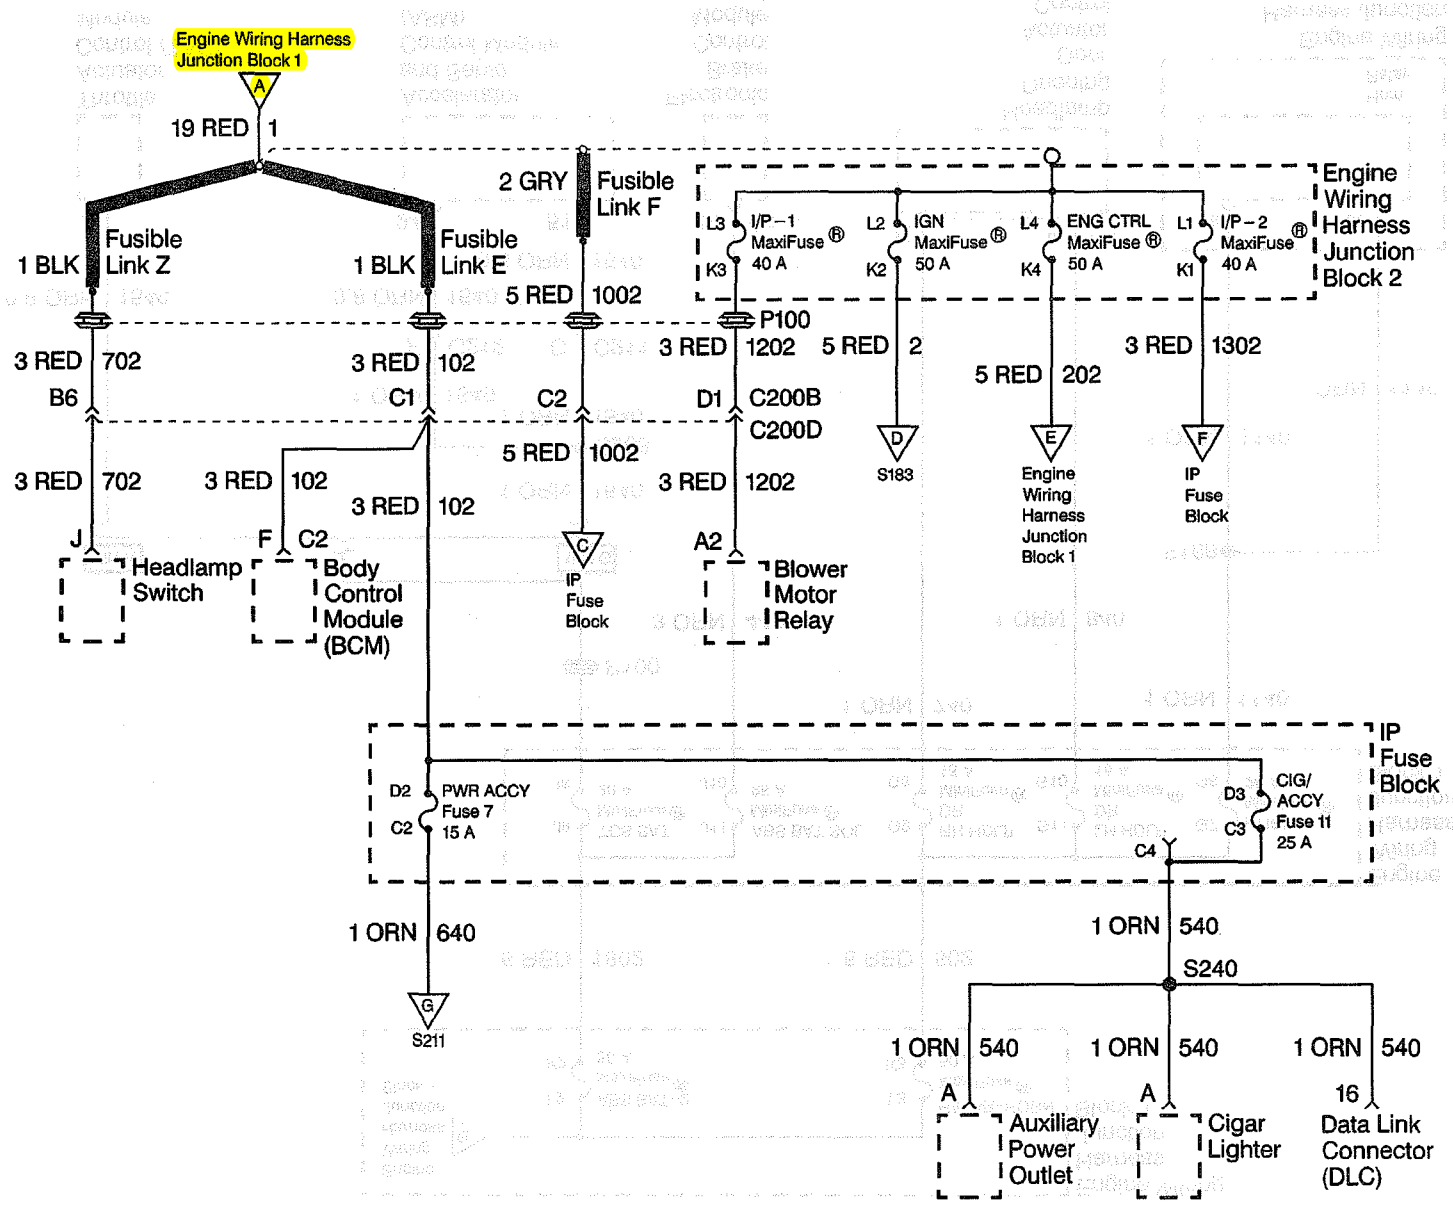 Engine Wiring Harness
Junction Block 1
A
19 RED 1
2 GRY
Fusible
Link F
Fusible
Link Z
1 BLK
Fusible
Link E
1 BLK
5 RED 1002
L3 I/P-1
MaxiFuse ®
K3 40 A
L2 IGN
MaxiFuse ®
K2 50 A
L4 ENG CTRL
MaxiFuse ®
K4 50 A
L1 I/P-2
MaxiFuse ®
K1 40 A
Engine
Wiring
Harness
Junction
Block 2
P100
3 RED 702
3 RED 102
3 RED 1202
5 RED 2
5 RED 202
3 RED 1302
B6
C1
C2
D1 C200B
C200D
D
S183
E
Engine
Wiring
Harness
Junction
Block 1
F
IP
Fuse
Block
3 RED 702
3 RED 102
3 RED 102
5 RED 1002
3 RED 1202
J
Headlamp
Switch
F C2
Body
Control
Module
(BCM)
C
IP
Fuse
Block
A2
Blower
Motor
Relay
IP
Fuse
Block
D2 PWR ACCY
Fuse 7
C2 15 A
D3 CIG/
ACCY
C3 Fuse 11
25 A
C4
1 ORN 640
G
S211
1 ORN 540
S240
1 ORN 540
1 ORN 540
1 ORN 540
A
Auxiliary
Power
Outlet
A
Cigar
Lighter
16
Data Link
Connector
(DLC)